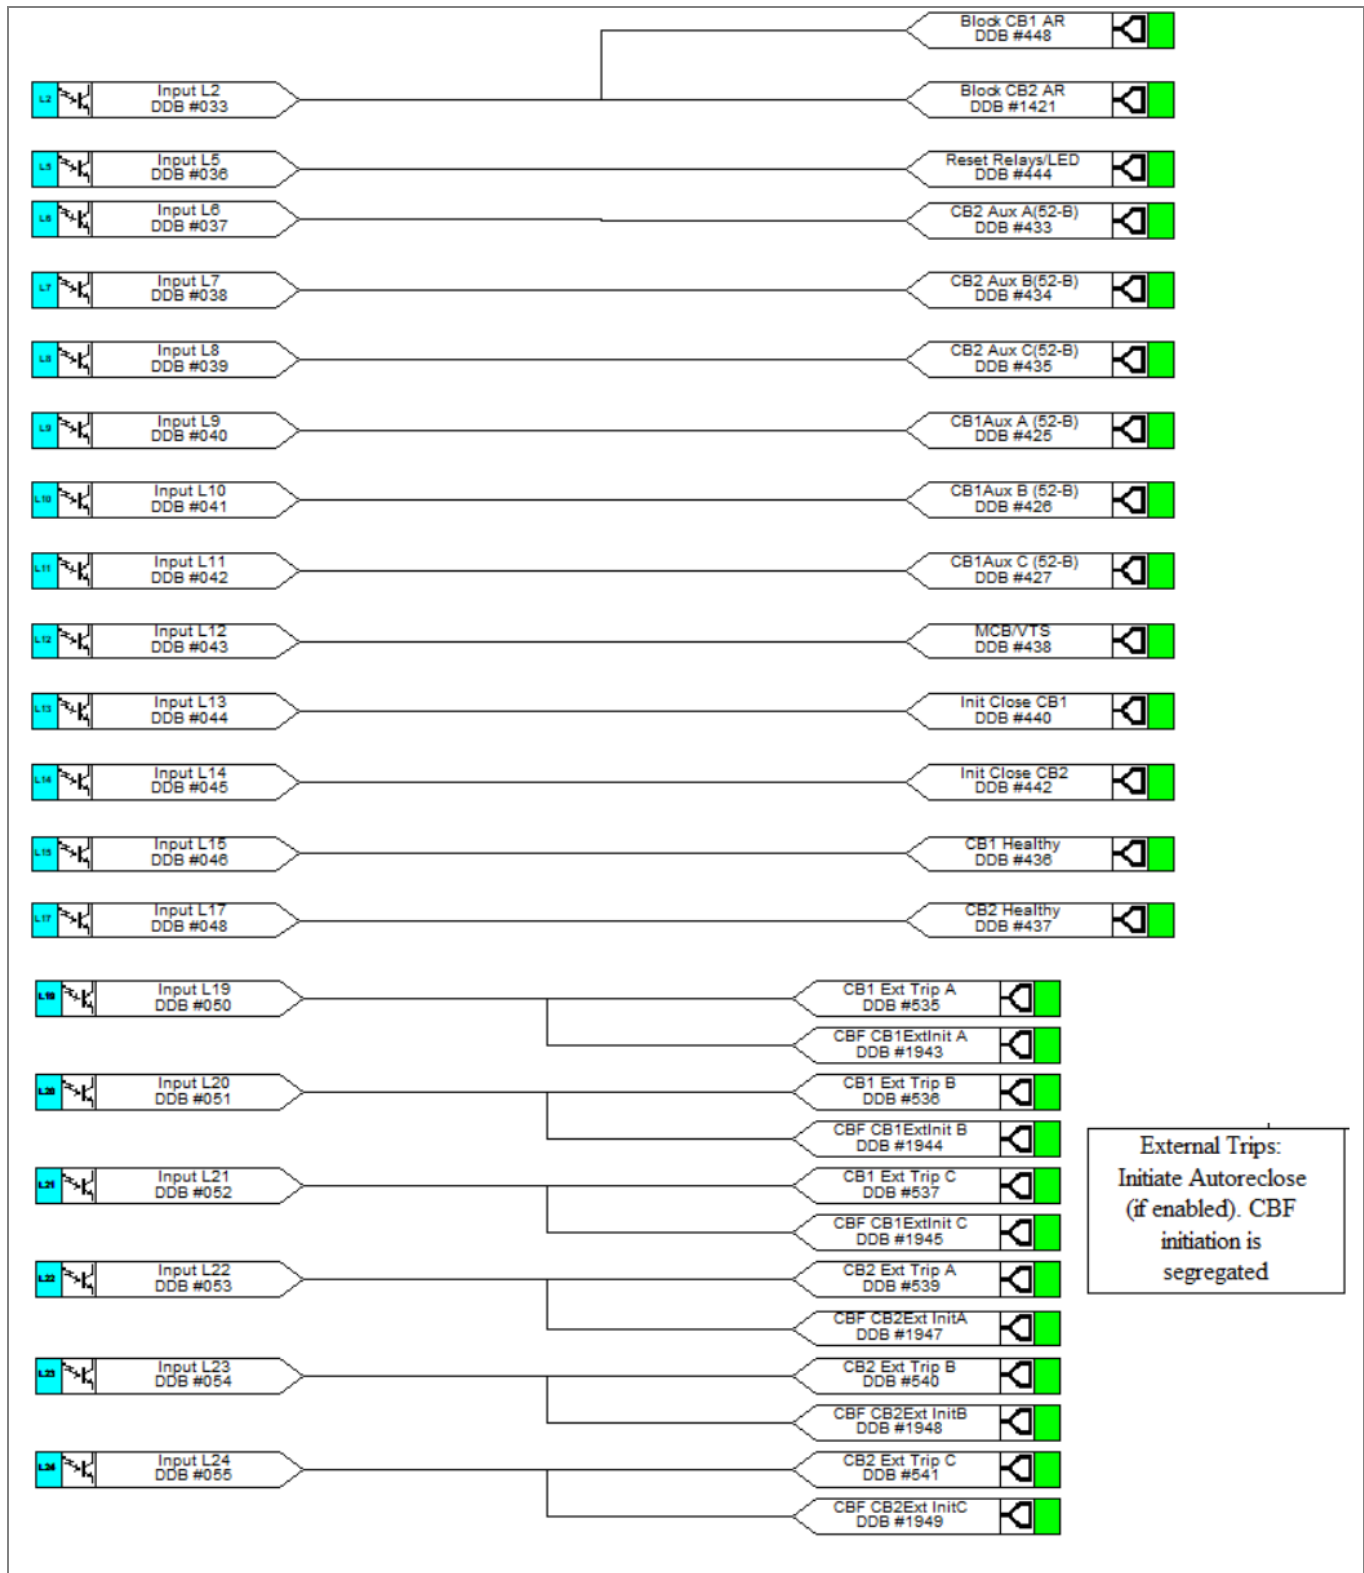 Block CB1 AR
DDB #448
L2
Input L2
DDB #033
Block CB2 AR
DDB #1421
L5
Input L5
DDB #036
Reset Relays/LED
DDB #444
L6
Input L6
DDB #037
CB2 Aux A(52-B)
DDB #433
L7
Input L7
DDB #038
CB2 Aux B(52-B)
DDB #434
L8
Input L8
DDB #039
CB2 Aux C(52-B)
DDB #435
L9
Input L9
DDB #040
CB1Aux A (52-B)
DDB #425
L10
Input L10
DDB #041
CB1Aux B (52-B)
DDB #426
L11
Input L11
DDB #042
CB1Aux C (52-B)
DDB #427
L12
Input L12
DDB #043
MCB/VTS
DDB #438
L13
Input L13
DDB #044
Init Close CB1
DDB #440
L14
Input L14
DDB #045
Init Close CB2
DDB #442
L15
Input L15
DDB #046
CB1 Healthy
DDB #436
L17
Input L17
DDB #048
CB2 Healthy
DDB #437
L19
Input L19
DDB #050
CB1 Ext Trip A
DDB #535
CBF CB1ExtInit A
DDB #1943
L20
Input L20
DDB #051
CB1 Ext Trip B
DDB #536
CBF CB1ExtInit B
DDB #1944
L21
Input L21
DDB #052
CB1 Ext Trip C
DDB #537
CBF CB1ExtInit C
DDB #1945
L22
Input L22
DDB #053
CB2 Ext Trip A
DDB #539
CBF CB2Ext InitA
DDB #1947
L23
Input L23
DDB #054
CB2 Ext Trip B
DDB #540
CBF CB2Ext InitB
DDB #1948
L24
Input L24
DDB #055
CB2 Ext Trip C
DDB #541
CBF CB2Ext InitC
DDB #1949
External Trips:
Initiate Autoreclose
(if enabled). CBF
initiation is
segregated